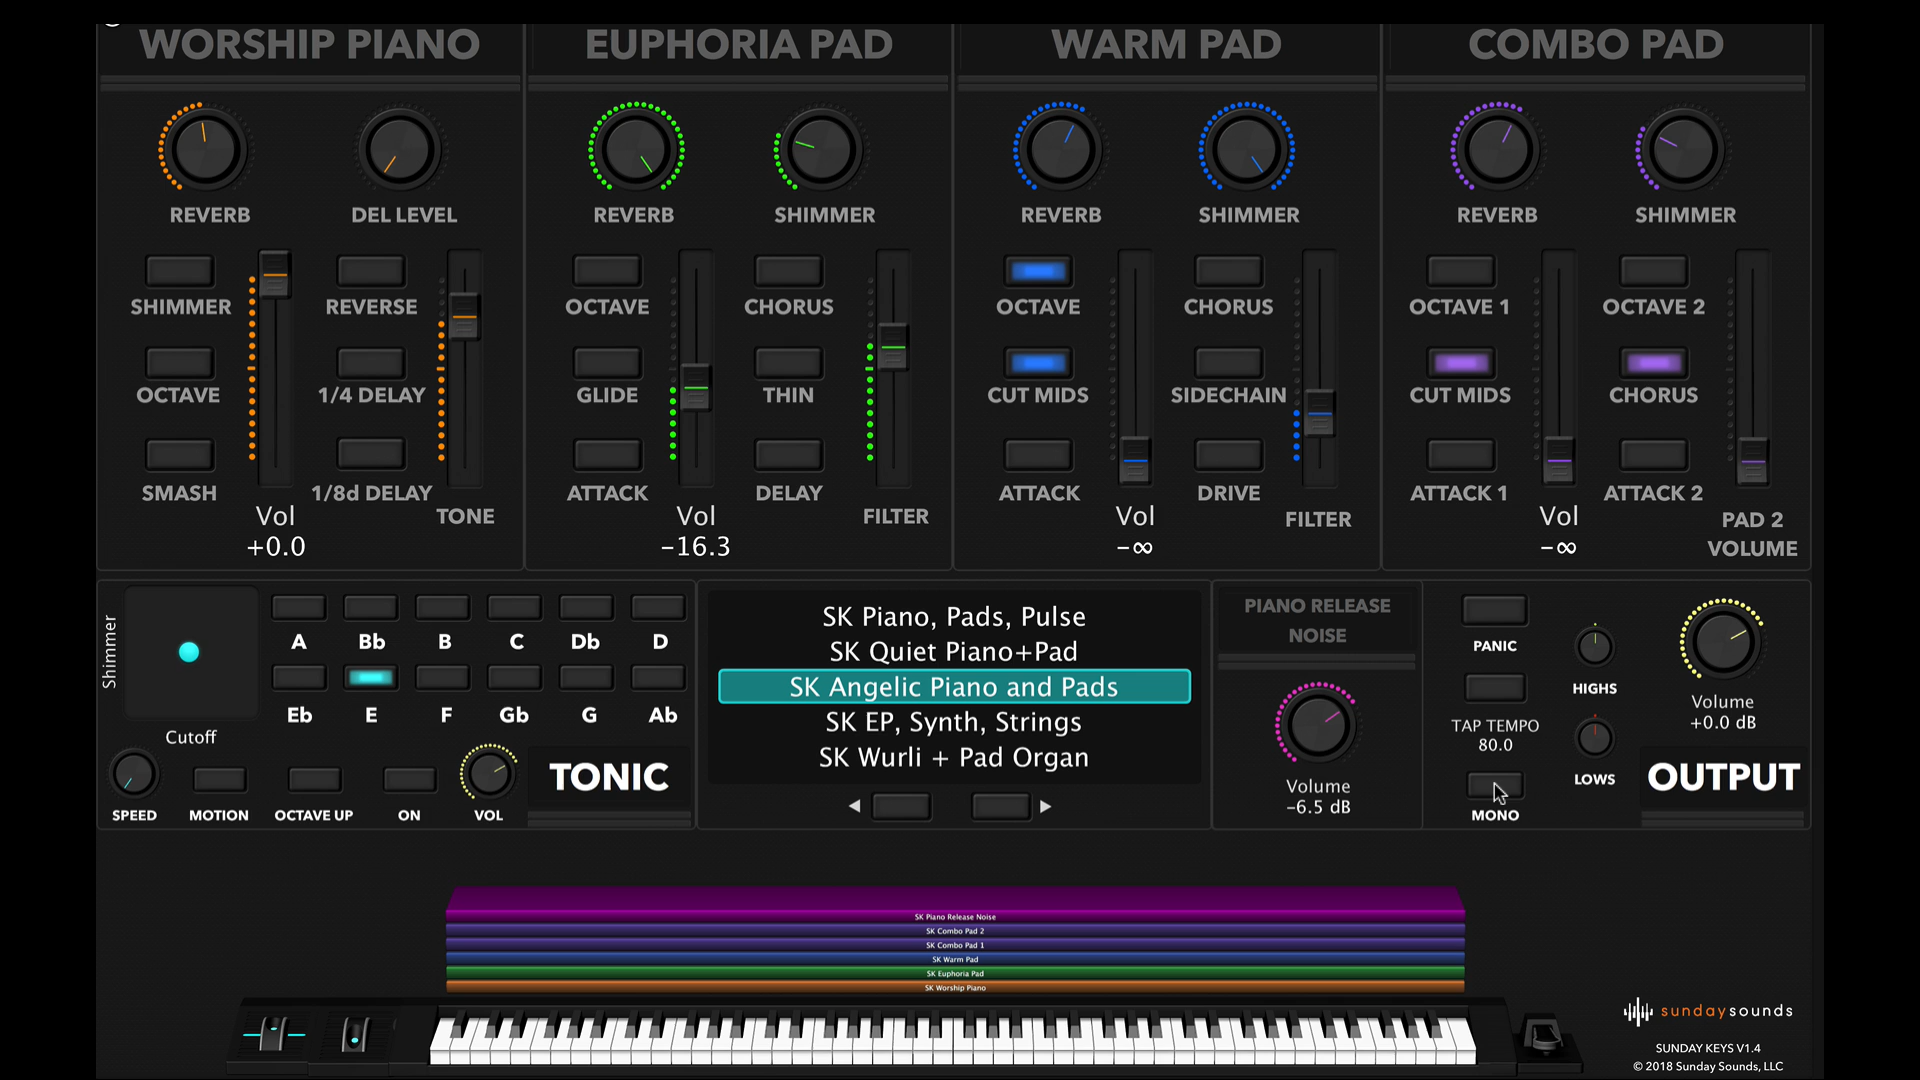 WORSHIP PIANO
REVERB
DEL LEVEL
SHIMMER
REVERSE
OCTAVE
1/4 DELAY
SMASH
1/8d DELAY
Vol
+0.0
TONE
EUPHORIA PAD
REVERB
SHIMMER
OCTAVE
CHORUS
GLIDE
THIN
ATTACK
DELAY
Vol
-16.3
FILTER
WARM PAD
REVERB
SHIMMER
OCTAVE
CHORUS
CUT MIDS
SIDECHAIN
ATTACK
DRIVE
Vol
-∞
FILTER
COMBO PAD
REVERB
SHIMMER
OCTAVE 1
OCTAVE 2
CUT MIDS
CHORUS
ATTACK 1
ATTACK 2
Vol
-∞
PAD 2
VOLUME
Shimmer
Cutoff
A Bb B C Db D
Eb E F Gb G Ab
SPEED
MOTION
OCTAVE UP
ON
VOL
TONIC
SK Piano, Pads, Pulse
SK Quiet Piano+Pad
SK Angelic Piano and Pads
SK EP, Synth, Strings
SK Wurli + Pad Organ
PIANO RELEASE
NOISE
Volume
-6.5 dB
PANIC
TAP TEMPO
80.0
MONO
HIGHS
LOWS
Volume
+0.0 dB
OUTPUT
SK Piano Release Noise
SK Combo Pad 2
SK Combo Pad 1
SK Warm Pad
SK Euphoria Pad
SK Worship Piano
sundaysounds
SUNDAY KEYS V1.4
© 2018 Sunday Sounds, LLC